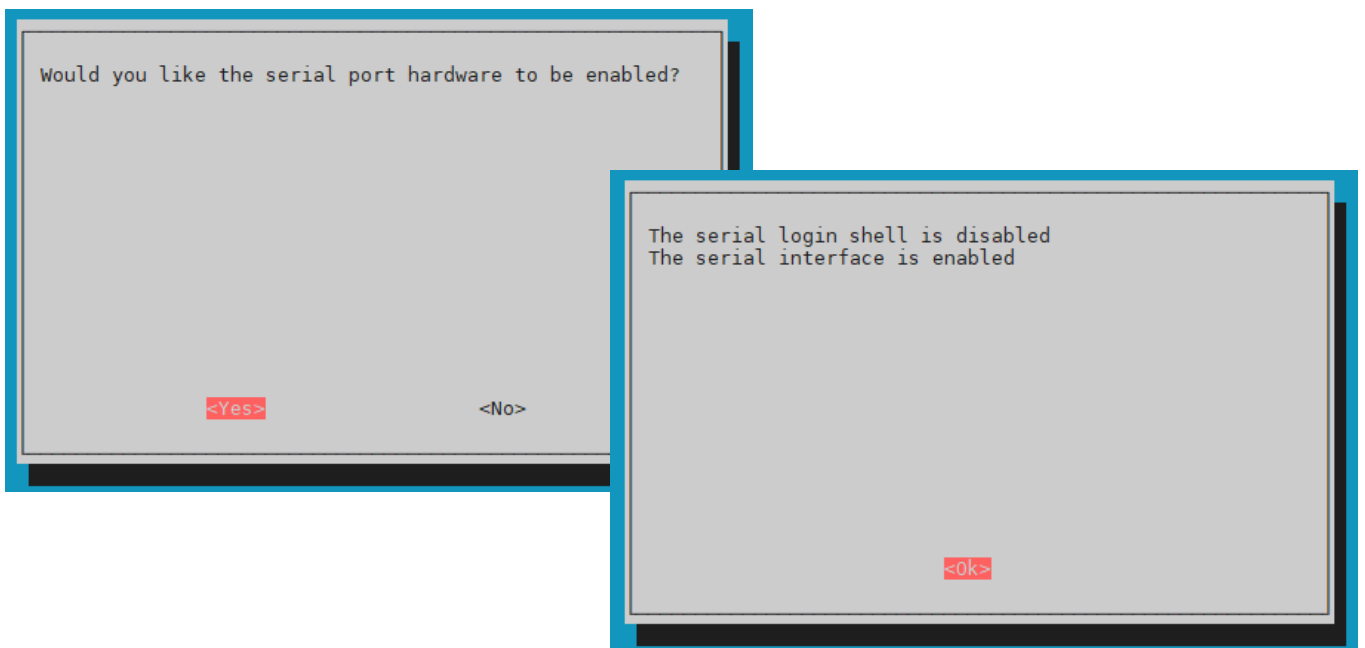 Would you like the serial port hardware to be enabled?
<Yes> <No>
The serial login shell is disabled
The serial interface is enabled
<Ok>